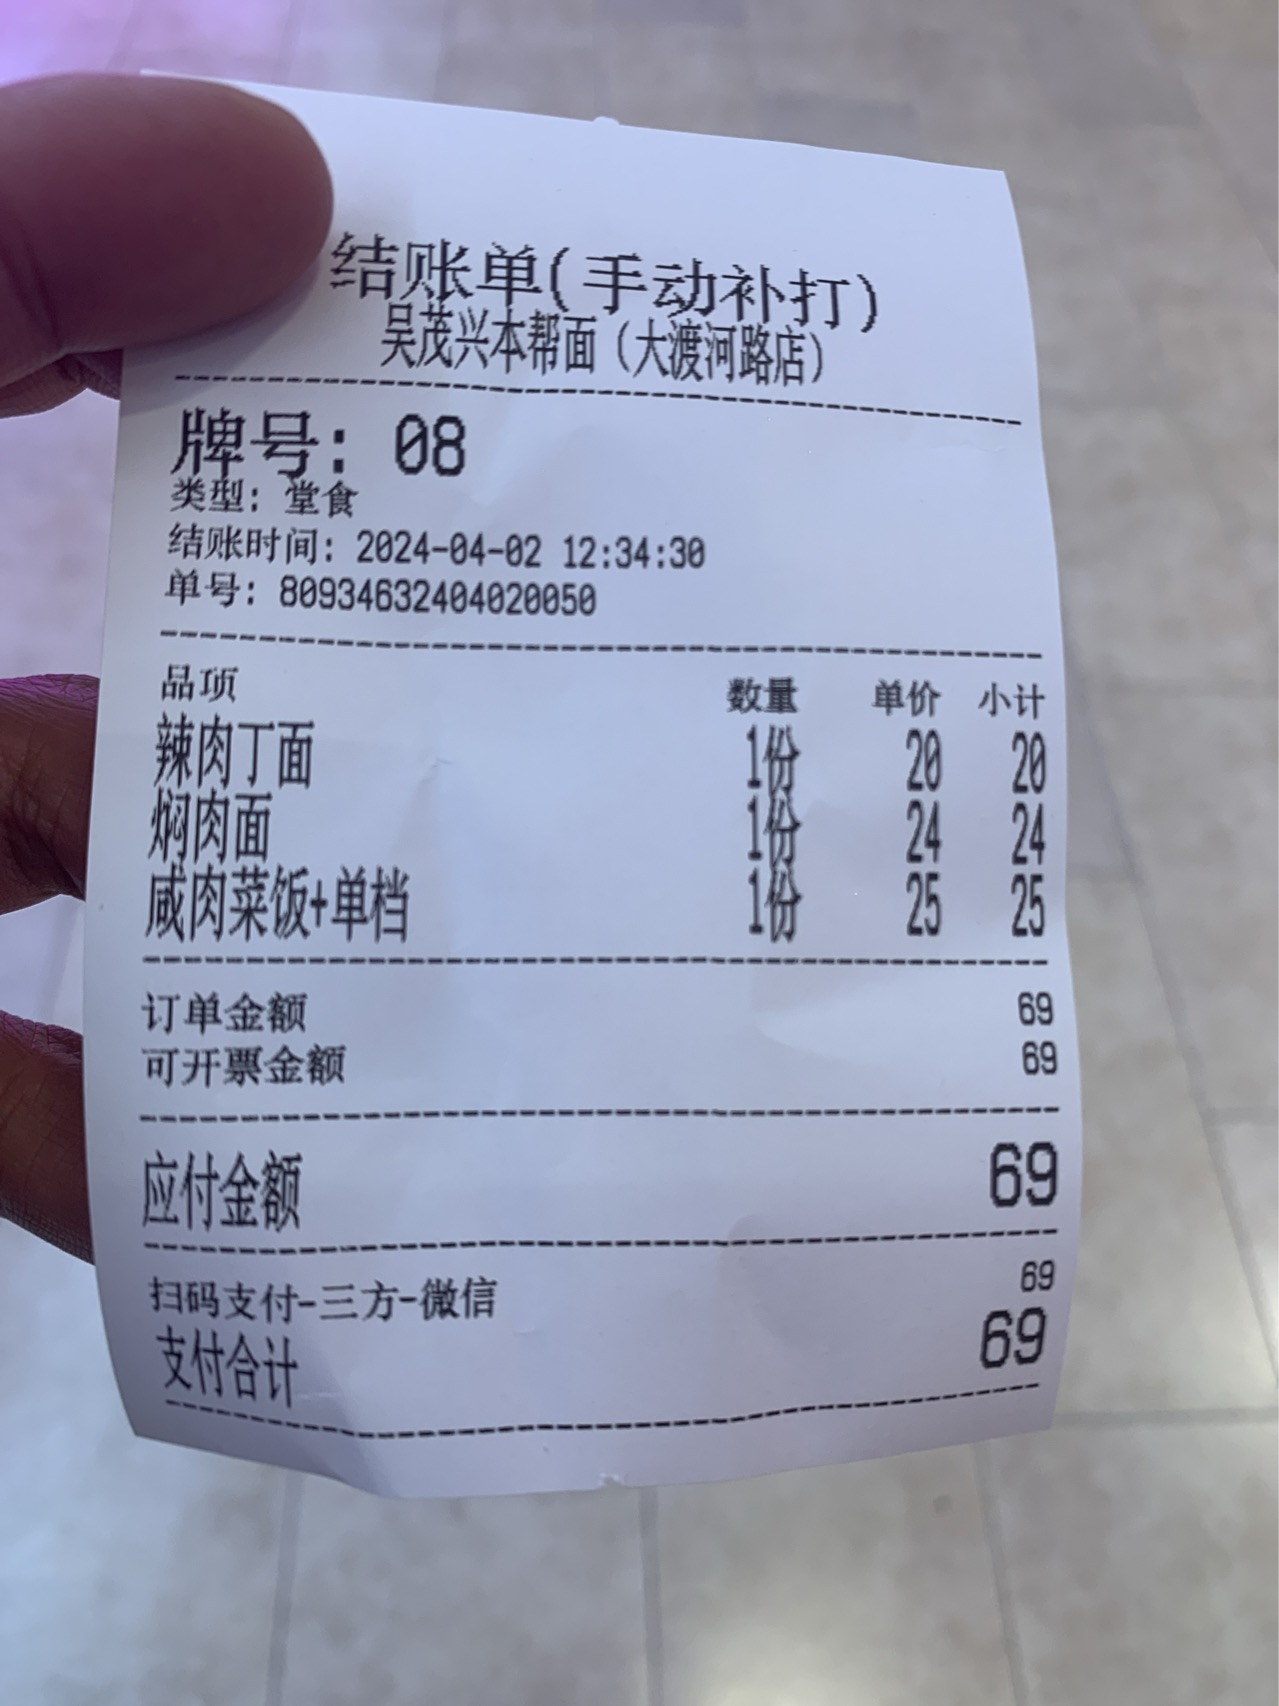 结账单(手动补打)
吴茂兴本帮面（大渡河路店）
牌号: 08
类型: 堂食
结账时间: 2024-04-02 12:34:30
单号: 80934632404020050
品项 数量 单价 小计
辣肉丁面 1份 20 20
焖肉面 1份 24 24
咸肉菜饭+单档 1份 25 25
订单金额 69
可开票金额 69
应付金额 69
扫码支付-三方-微信 69
支付合计 69